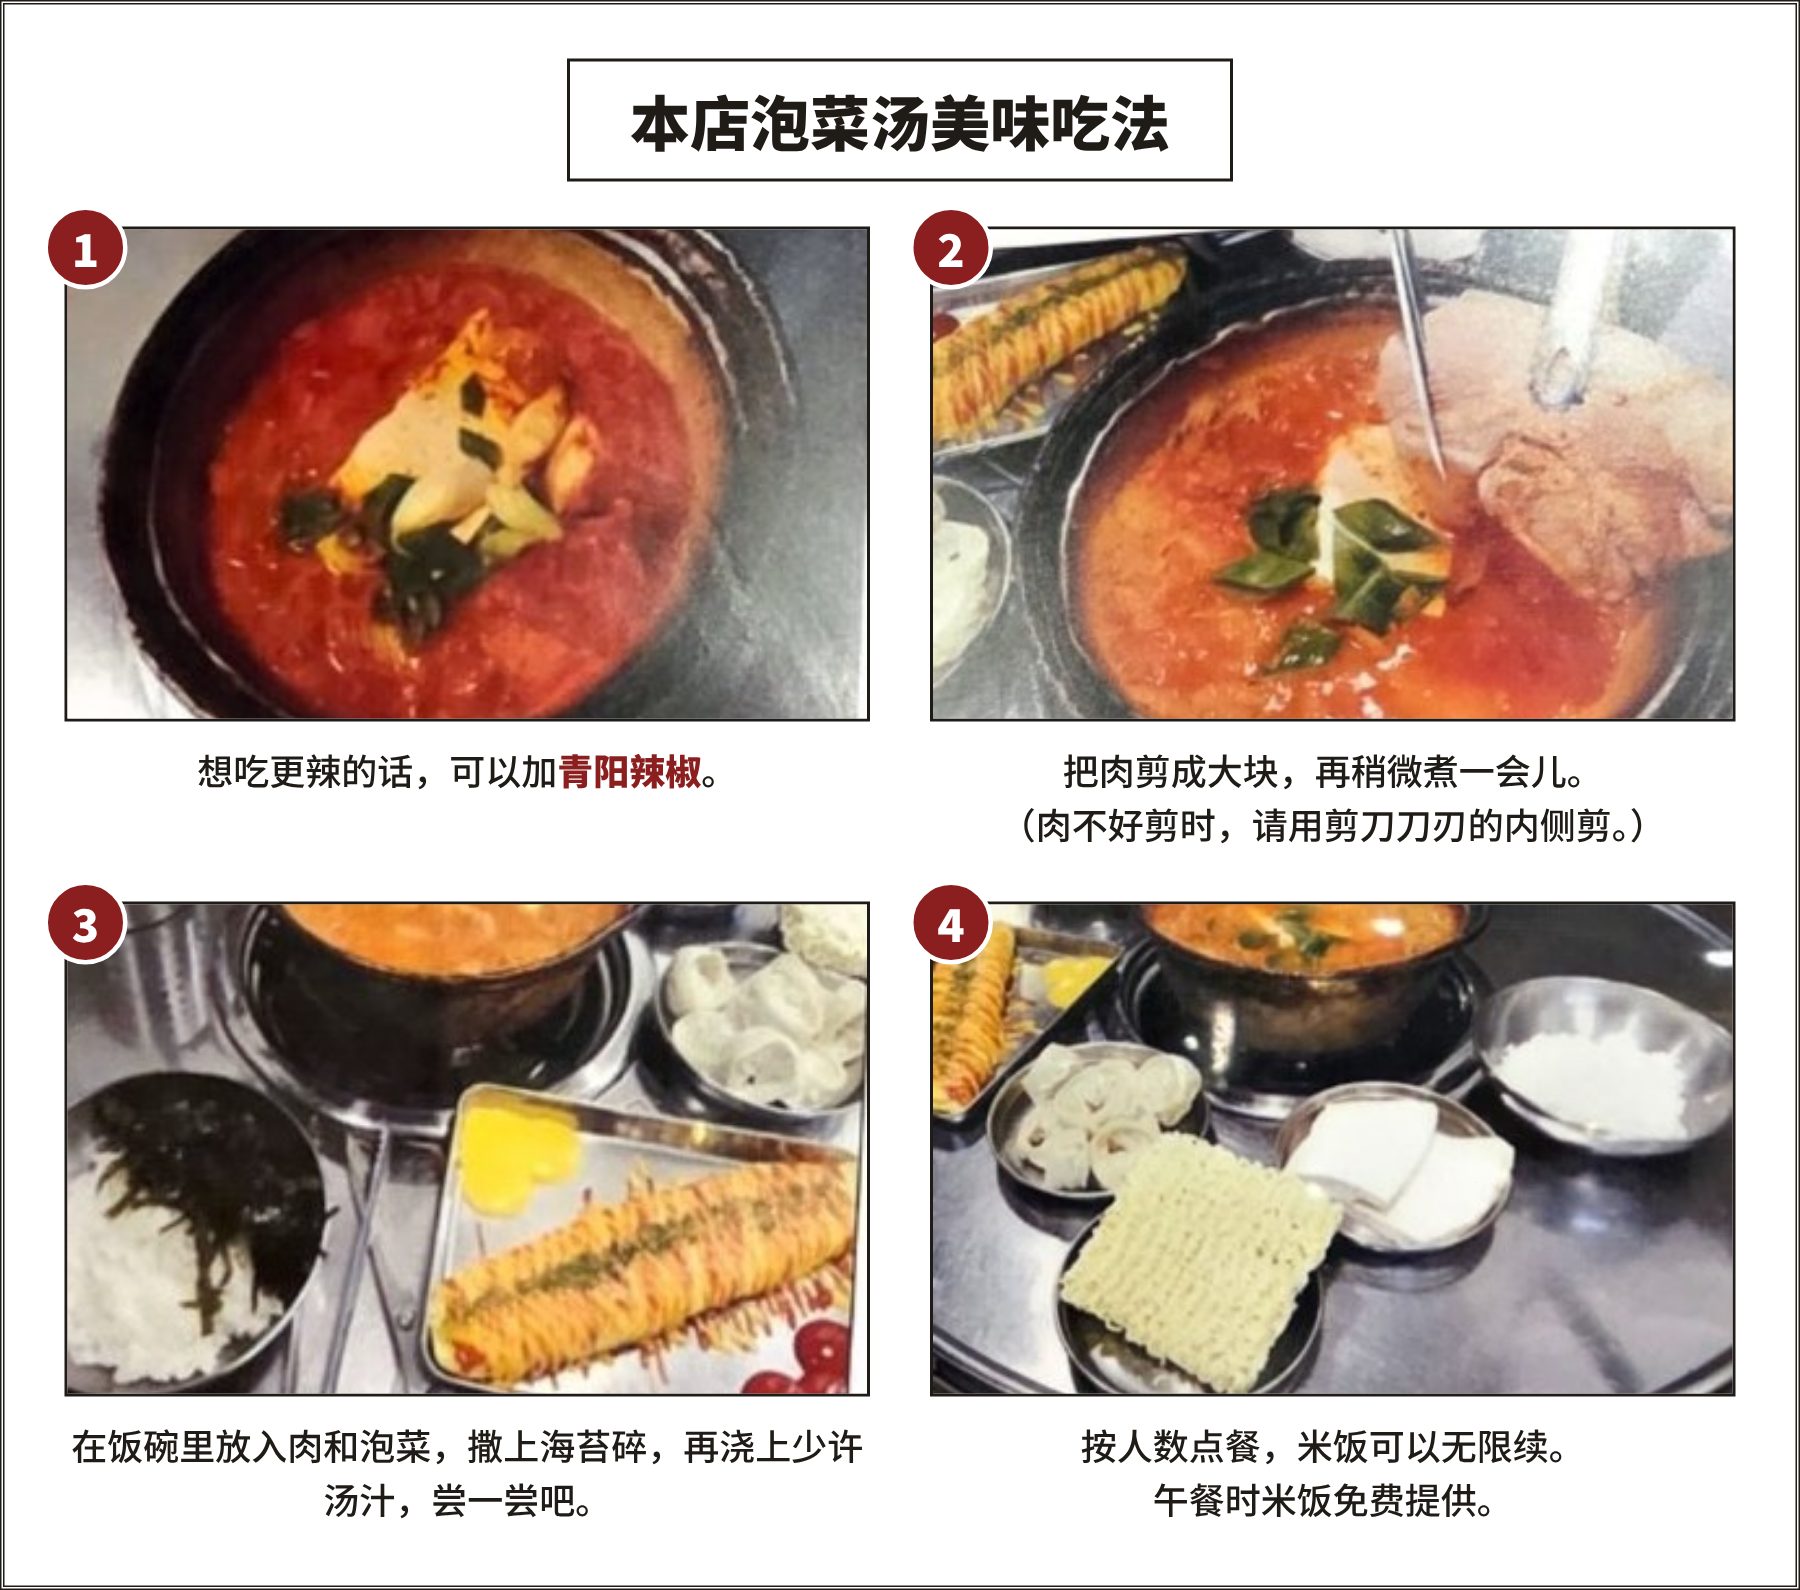 本店泡菜汤美味吃法
1
想吃更辣的话，可以加青阳辣椒。
2
把肉剪成大块，再稍微煮一会儿。
（肉不好剪时，请用剪刀刀刃的内侧剪。）
3
在饭碗里放入肉和泡菜，撒上海苔碎，再浇上少许
汤汁，尝一尝吧。
4
按人数点餐，米饭可以无限续。
午餐时米饭免费提供。